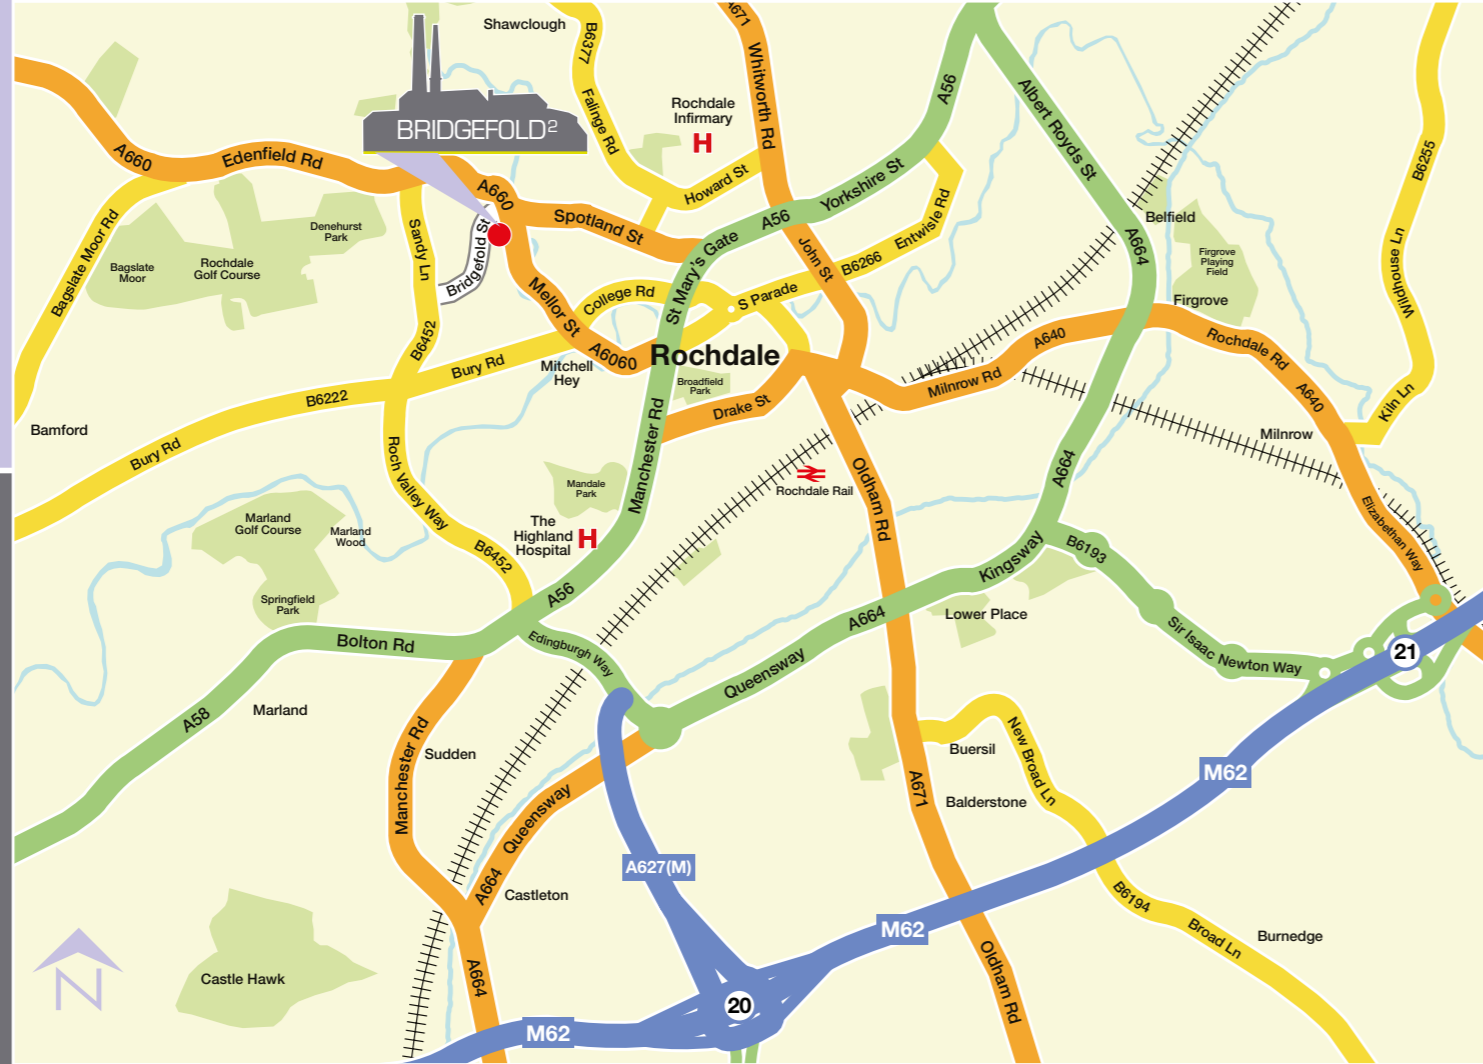 Shawclough
B6377
A671
Whitworth Rd
A56
Albert Royds St
Falinge Rd
Rochdale
Infirmary
H
BRIDGEFOLD²
B6255
A660
Edenfield Rd
A660
Spotland St
Howard St
A56
Yorkshire St
Entwisle Rd
Belfield
A664
Bagslate Moor Rd
Denehurst
Park
Bagslate
Moor
Rochdale
Golf Course
Sandy Ln
Bridgefold St
St Mary's Gate
John St
B6266
Firgrove
Playing
Field
Wildhouse Ln
Mellor St
College Rd
S Parade
Firgrove
B6452
A6060
Rochdale
A640
Rochdale Rd
Bury Rd
Mitchell
Hey
Broadfield
Park
Milnrow Rd
A640
Kiln Ln
B6222
Drake St
Bamford
Bury Rd
Manchester Rd
Milnrow
Roch Valley Way
Mandale
Park
Rochdale Rail
Oldham Rd
A664
Marland
Golf Course
Marland
Wood
The
Highland
Hospital
H
Elizabethan Way
B6452
Kingsway
B6193
Springfield
Park
A56
A664
Lower Place
Bolton Rd
Edingburgh Way
Sir Isaac Newton Way
21
Queensway
A58
Marland
Manchester Rd
Sudden
Buersil
New Broad Ln
M62
A671
Balderstone
Queensway
A627(M)
A664
Castleton
B6194
M62
Broad Ln
Burnedge
N
Castle Hawk
A664
Oldham Rd
20
M62